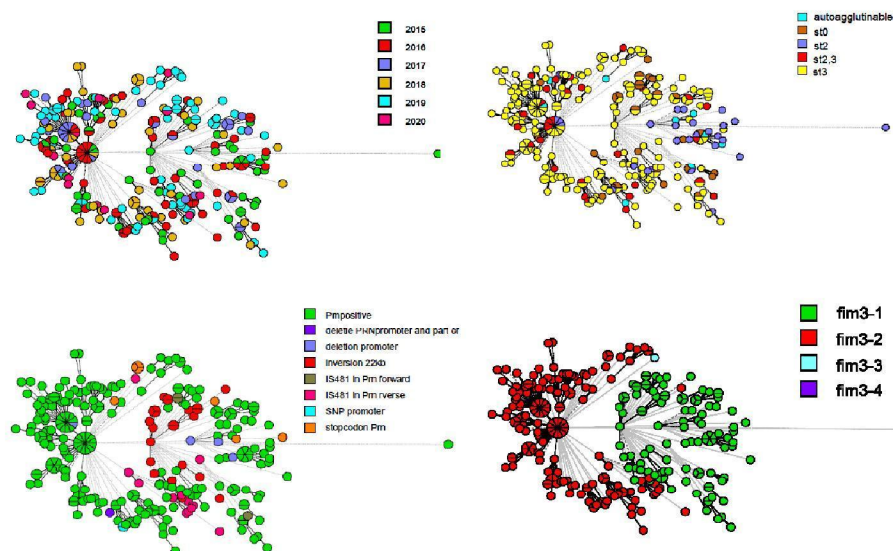 2015
2016
2017
2018
2019
2020
autoagglutinable
st0
st2
st2,3
st3
Prnpositive
deletie PRNpromoter and part of
deletion promoter
inversion 22kb
IS481 in Prn forward
IS481 in Prn rverse
SNP promoter
stopcodon Prn
fim3-1
fim3-2
fim3-3
fim3-4